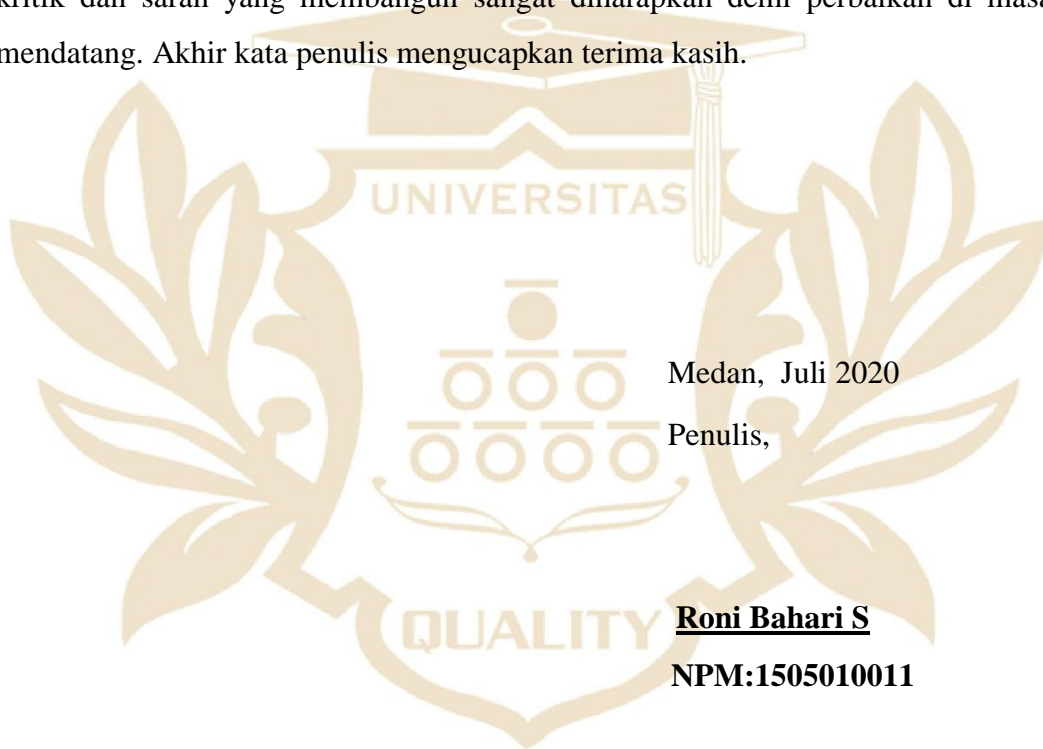 kritik dan saran yang membangun sangat diharapkan demi perbaikan di masa
mendatang. Akhir kata penulis mengucapkan terima kasih.
UNIVERSITAS
Medan, Juli 2020
Penulis,
QUALITY
Roni Bahari S
NPM:1505010011